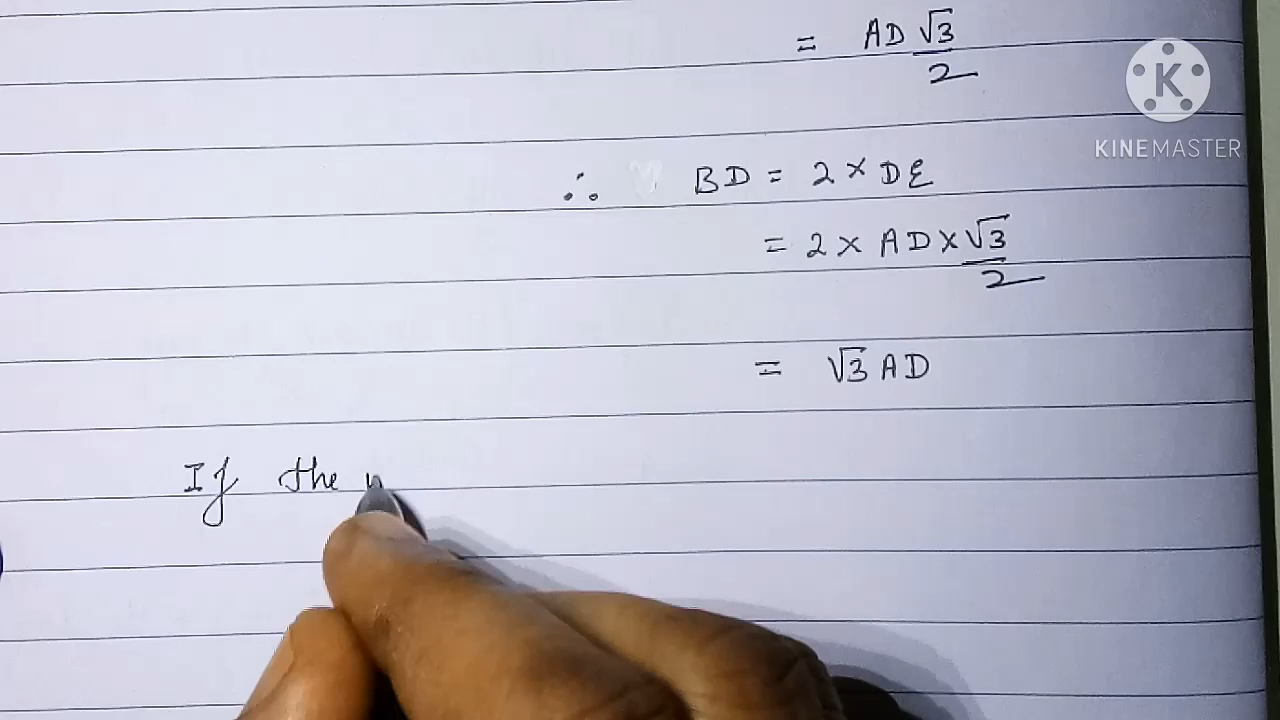 = AD √3/2
K
KINEMASTER
∴ BD = 2 × DE
= 2 × AD × √3/2
= √3 AD
If the